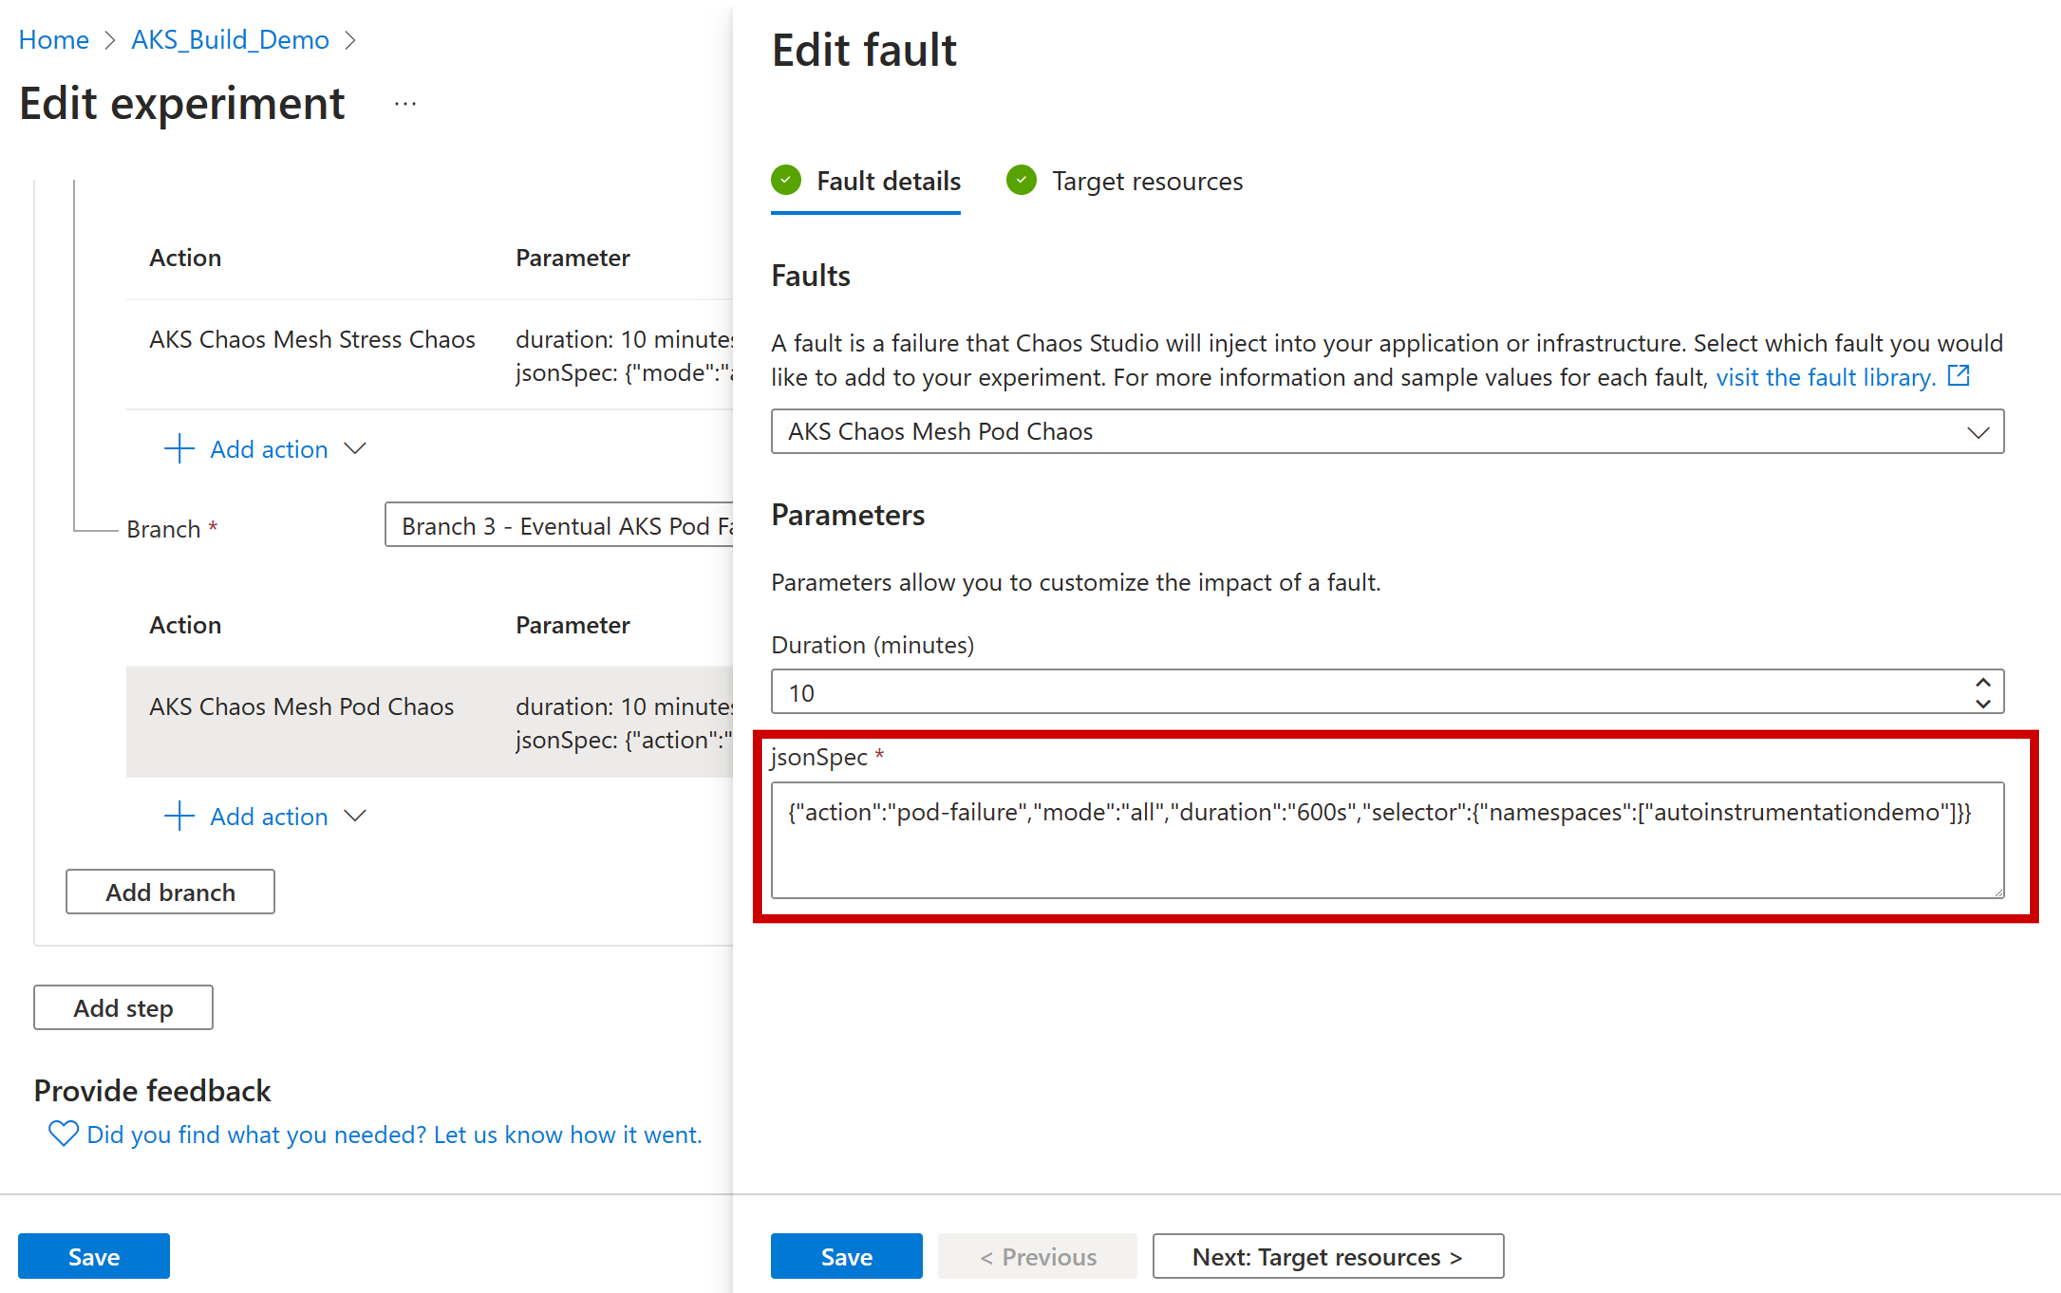 Home > AKS_Build_Demo >
Edit experiment ...
Action Parameter
AKS Chaos Mesh Stress Chaos duration: 10 minutes
jsonSpec: {"mode":"a
Add action
Branch * Branch 3 - Eventual AKS Pod Fa
Action Parameter
AKS Chaos Mesh Pod Chaos duration: 10 minutes
jsonSpec: {"action":"
Add action
Add branch
Add step
Provide feedback
Did you find what you needed? Let us know how it went.
Save
Edit fault
Fault details Target resources
Faults
A fault is a failure that Chaos Studio will inject into your application or infrastructure. Select which fault you would
like to add to your experiment. For more information and sample values for each fault, visit the fault library.
AKS Chaos Mesh Pod Chaos
Parameters
Parameters allow you to customize the impact of a fault.
Duration (minutes)
10
jsonSpec *
{"action":"pod-failure","mode":"all","duration":"600s","selector":{"namespaces":["autoinstrumentationdemo"]}}
Save < Previous Next: Target resources >